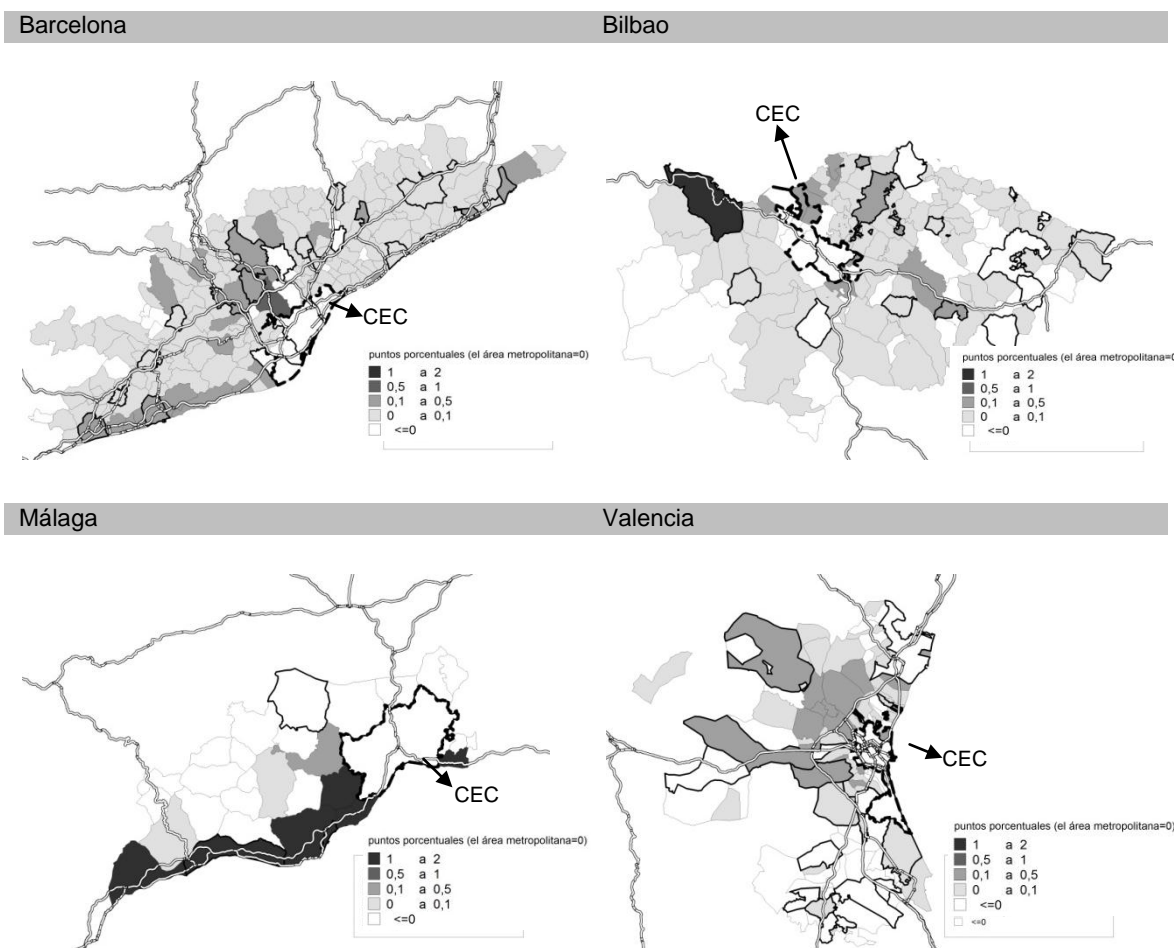 Barcelona
Bilbao
CEC
puntos porcentuales (el área metropolitana=0)
1 a 2
0,5 a 1
0,1 a 0,5
0 a 0,1
<=0
CEC
puntos porcentuales (el área metropolitana=0
1 a 2
0,5 a 1
0,1 a 0,5
0 a 0,1
<=0
Málaga
Valencia
CEC
puntos porcentuales (el área metropolitana=0)
1 a 2
0,5 a 1
0,1 a 0,5
0 a 0,1
<=0
CEC
puntos porcentuales (el área metropolitana=0)
1 a 2
0,5 a 1
0,1 a 0,5
0 a 0,1
<=0
<=0